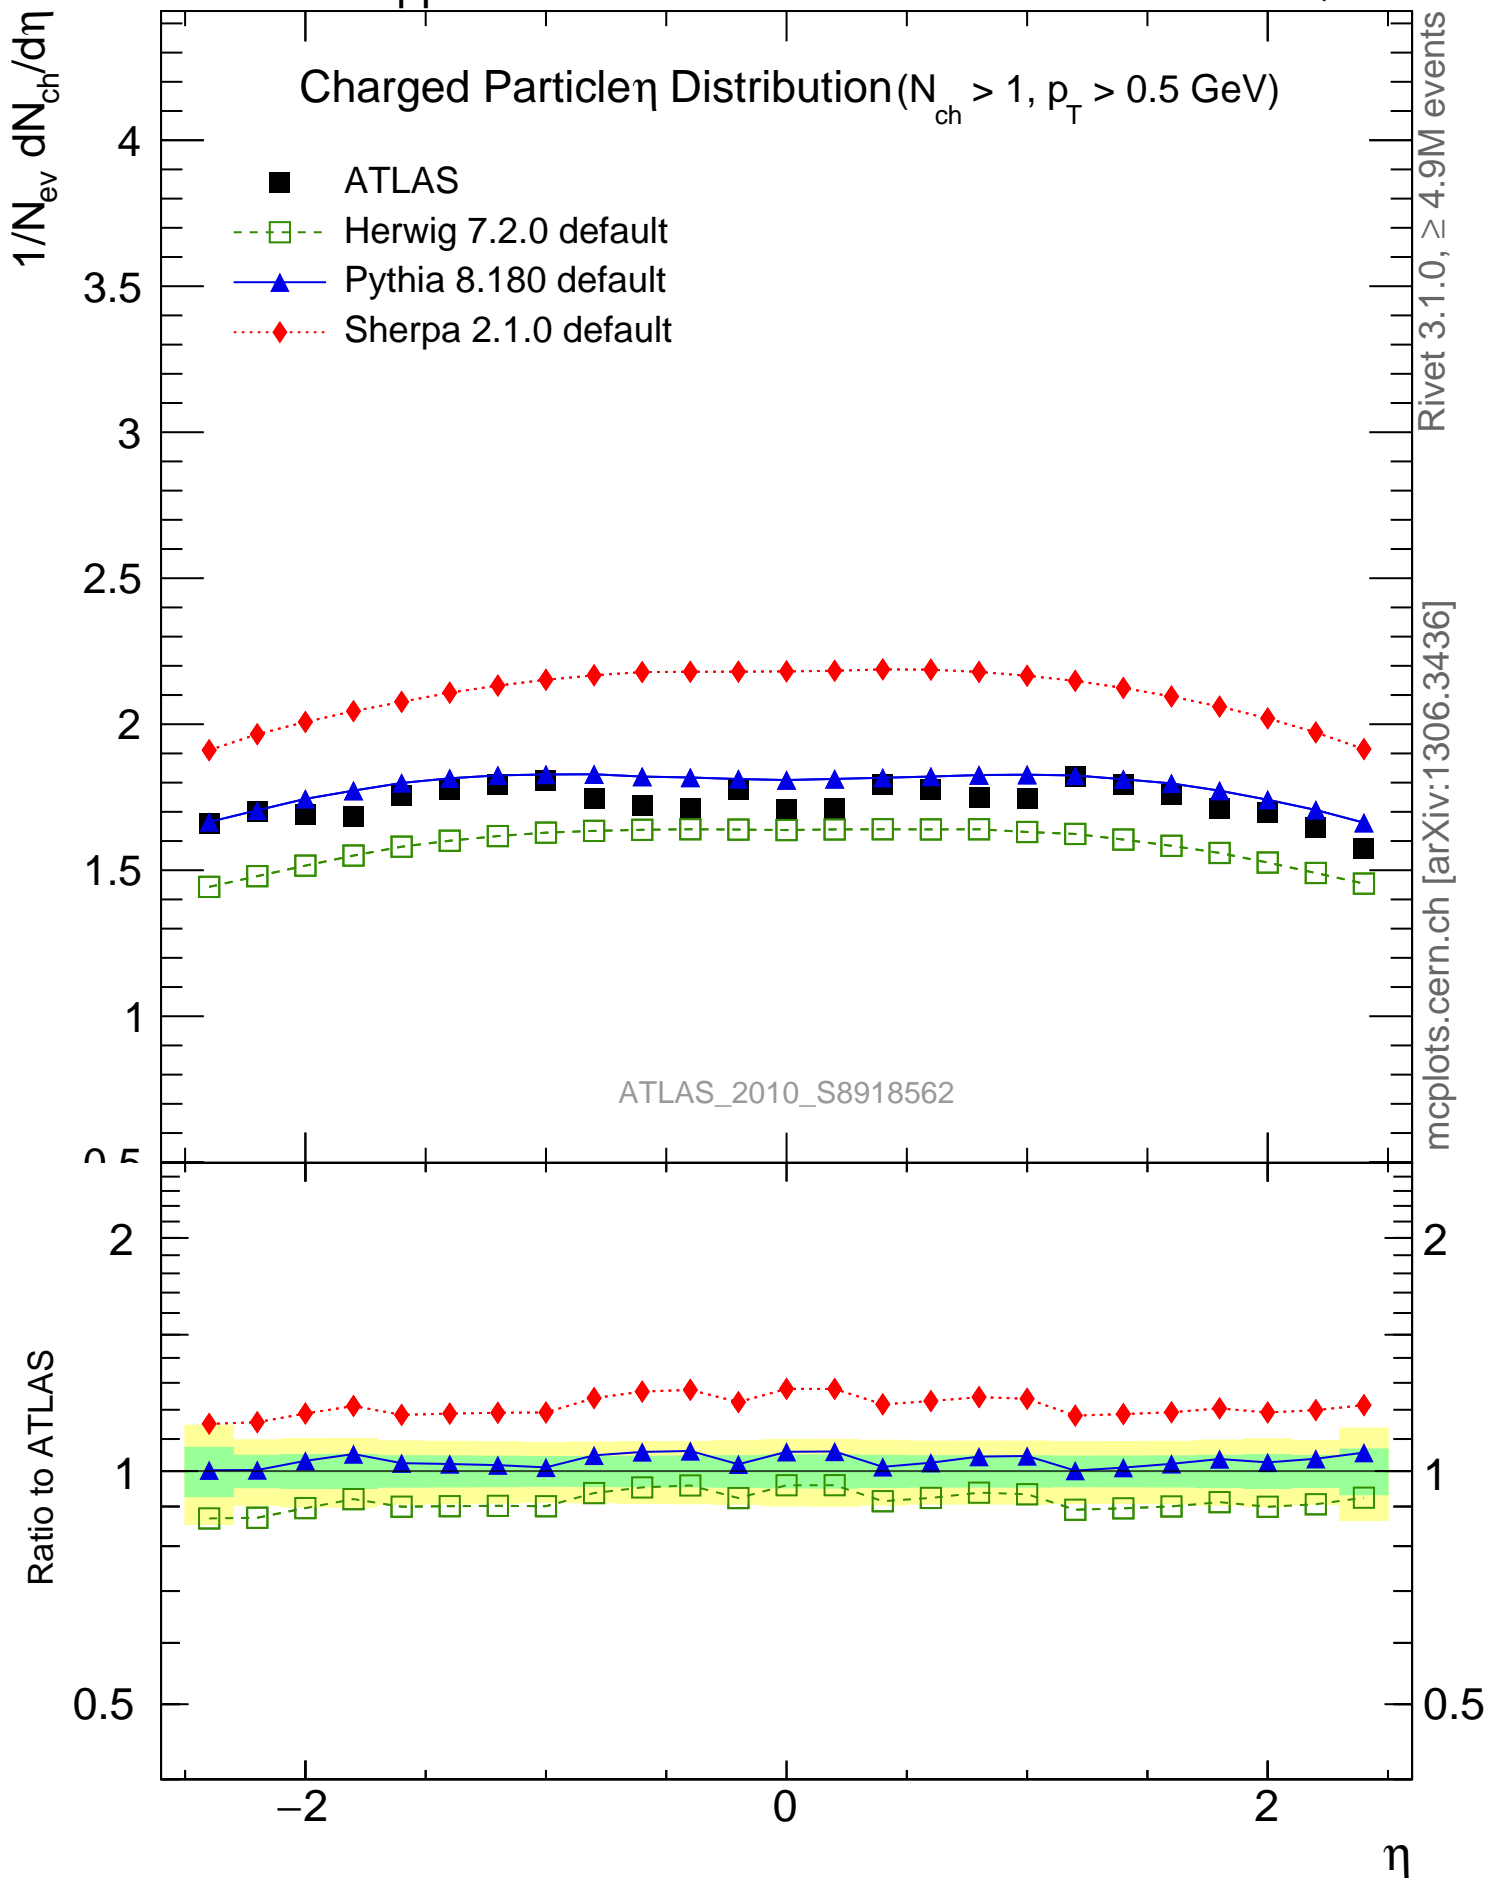 Charged Particleη Distribution (N_ch > 1, p_T > 0.5 GeV)
1/N_ev dN_ch/dη
ATLAS
Herwig 7.2.0 default
Pythia 8.180 default
Sherpa 2.1.0 default
4
3.5
3
2.5
2
1.5
1
0.5
ATLAS_2010_S8918562
Rivet 3.1.0, ≥ 4.9M events
mcplots.cern.ch [arXiv:1306.3436]
Ratio to ATLAS
2
1
0.5
2
1
0.5
−2
0
2
η